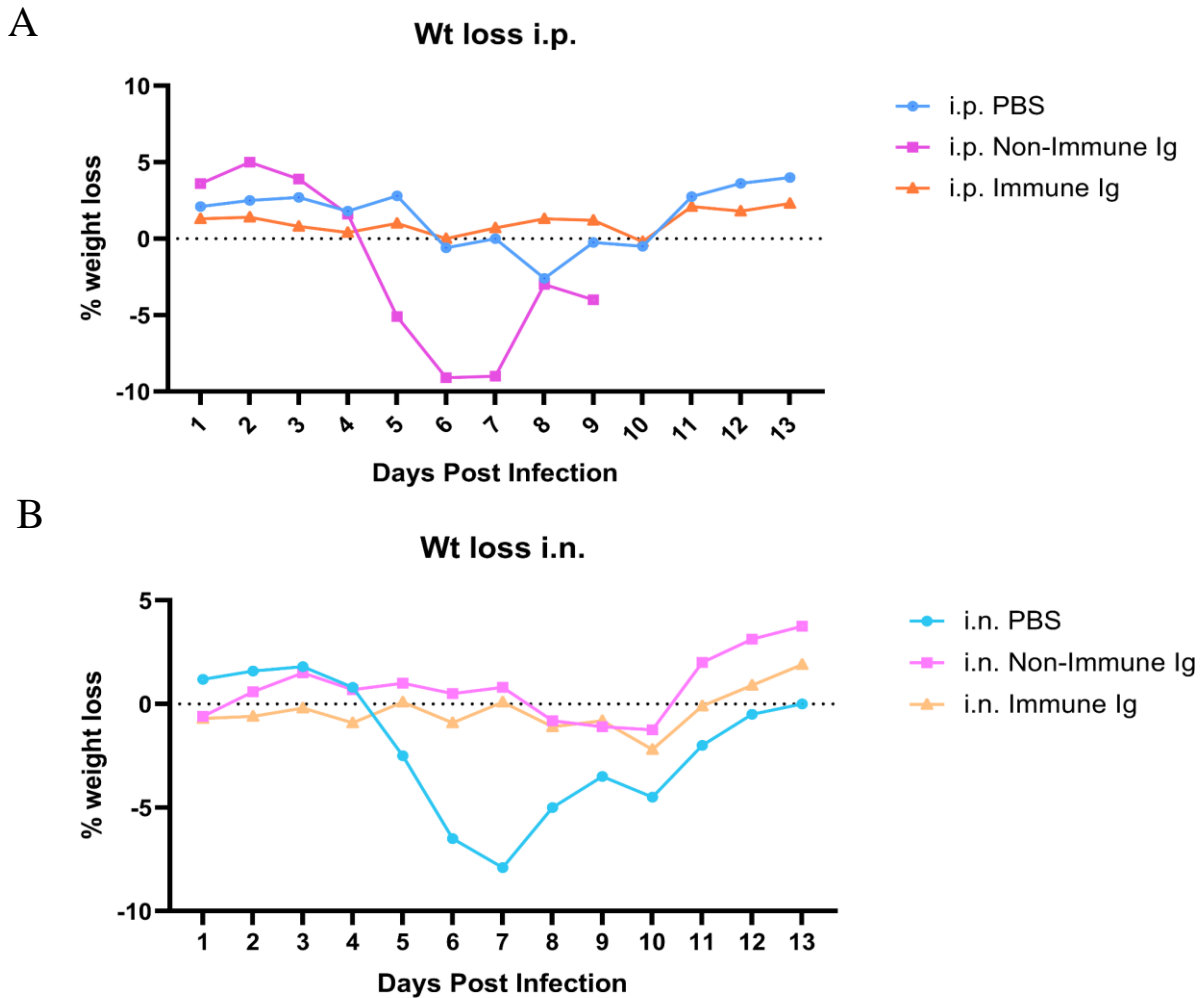 A
Wt loss i.p.
10
5
0
-5
-10
% weight loss
1 2 3 4 5 6 7 8 9 10 11 12 13
Days Post Infection
i.p. PBS
i.p. Non-Immune Ig
i.p. Immune Ig
B
Wt loss i.n.
5
0
-5
-10
% weight loss
1 2 3 4 5 6 7 8 9 10 11 12 13
Days Post Infection
i.n. PBS
i.n. Non-Immune Ig
i.n. Immune Ig